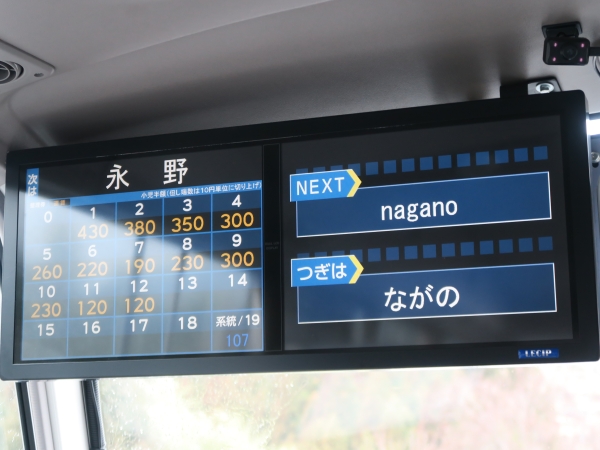 次は
永野
小児半額（但し端数は10円単位に切り上げ）
0 1 2 3 4
430 380 350 300
5 6 7 8 9
260 220 190 230 300
10 11 12 13 14
230 120 120
15 16 17 18 系統/19
107
NEXT
nagano
つぎは
ながの
LECIP